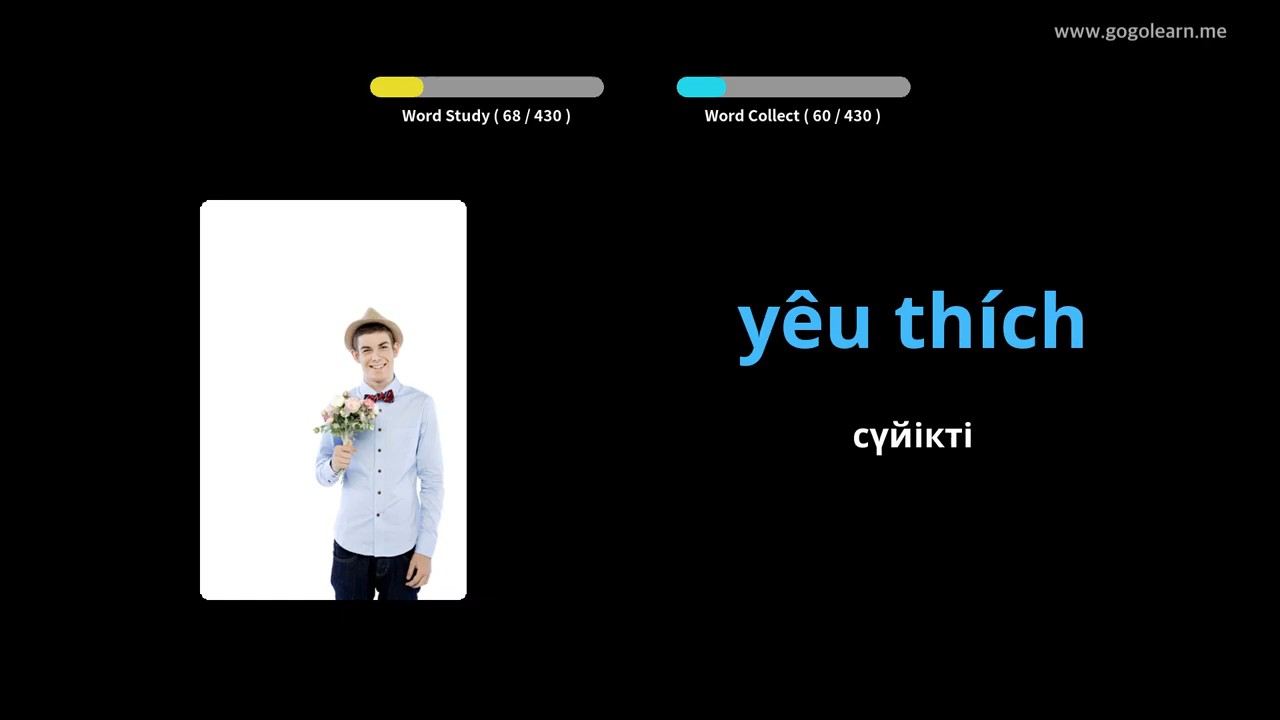 www.gogolearn.me
Word Study ( 68 / 430 )
Word Collect ( 60 / 430 )
yêu thích
сүйікті